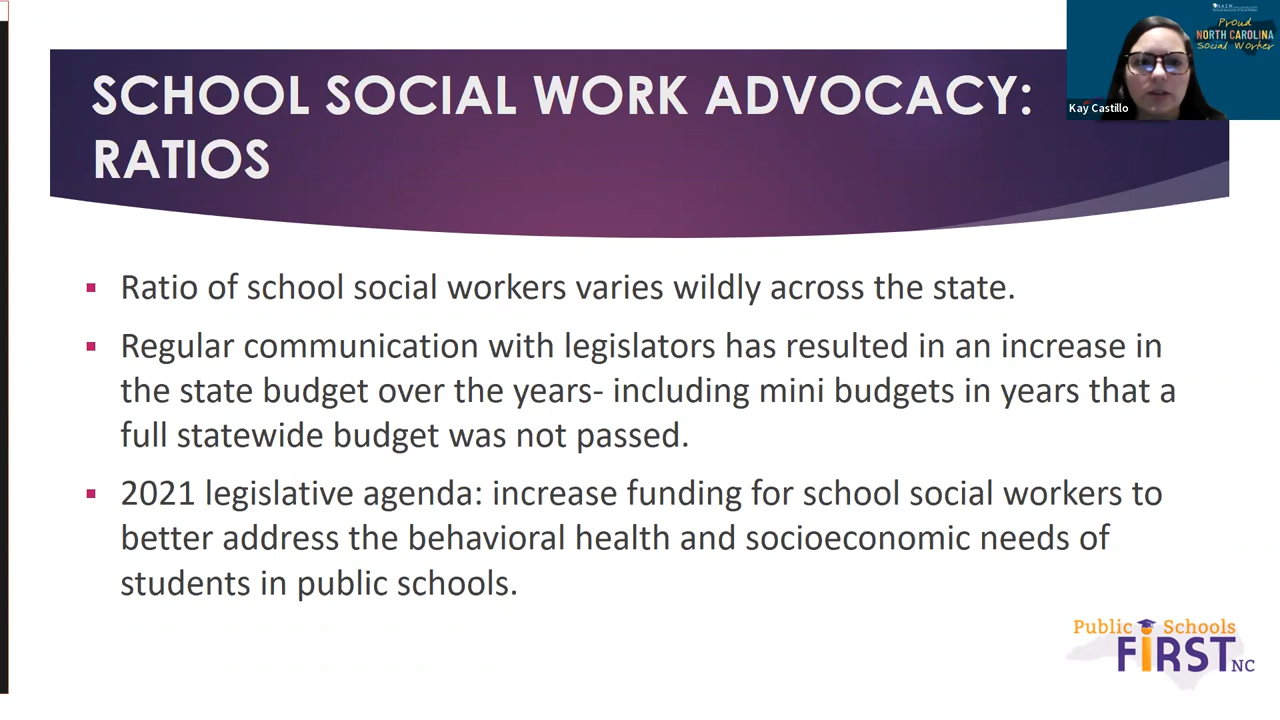 SCHOOL SOCIAL WORK ADVOCACY:
RATIOS
Proud
NORTH CAROLINA
Social Worker
Kay Castillo
▪ Ratio of school social workers varies wildly across the state.
▪ Regular communication with legislators has resulted in an increase in
the state budget over the years- including mini budgets in years that a
full statewide budget was not passed.
▪ 2021 legislative agenda: increase funding for school social workers to
better address the behavioral health and socioeconomic needs of
students in public schools.
Public Schools
FiRST NC